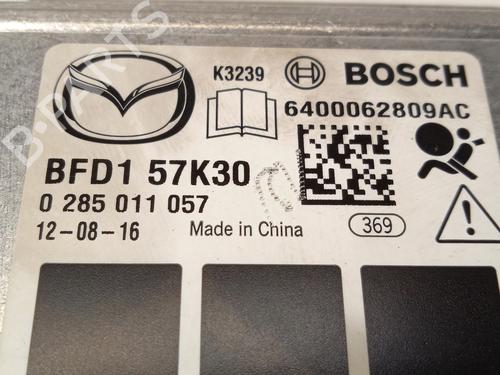 K3239
BOSCH
6400062809AC
BFD1 57K30
0 285 011 057
12-08-16
Made in China
369
B-PARTS